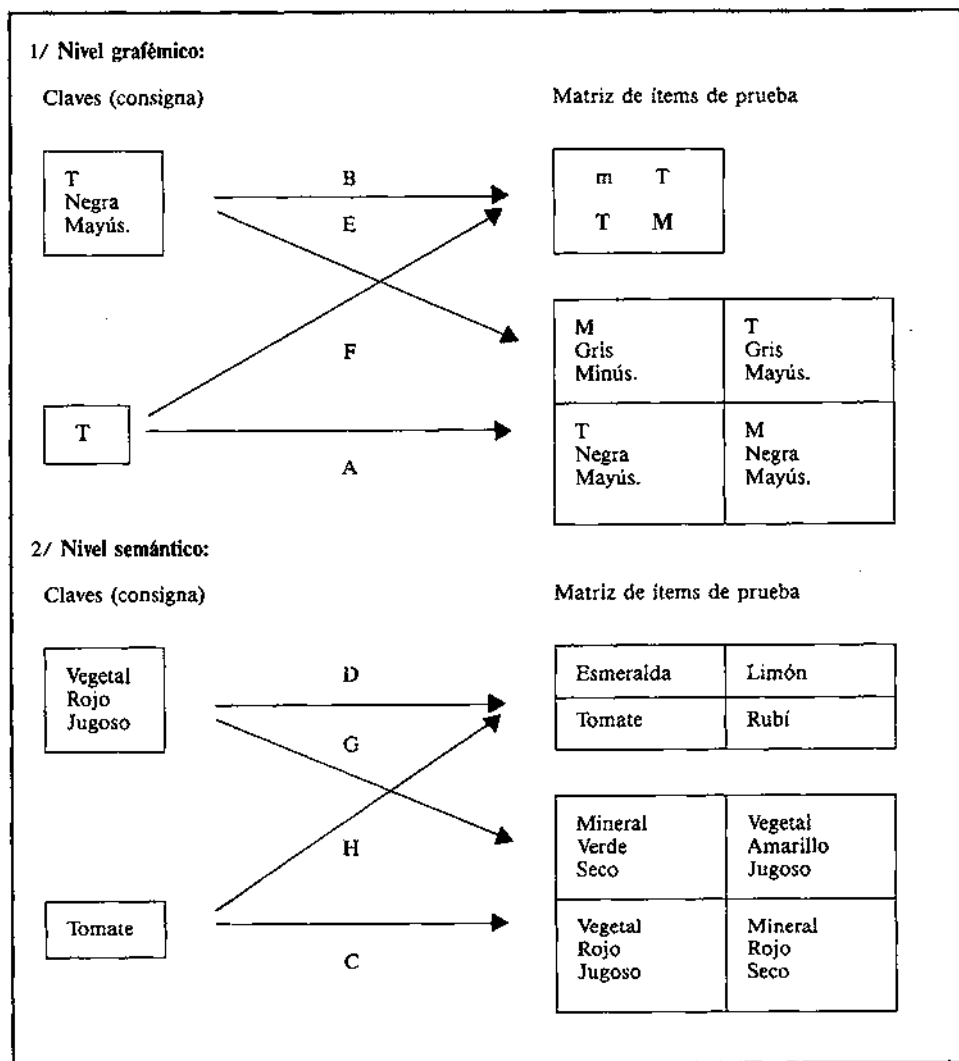 1/ Nivel grafémico:
Claves (consigna)
Matriz de ítems de prueba
T
Negra
Mayús.
B
E
F
A
T
m T
T M
M
Gris
Minús.
T
Gris
Mayús.
T
Negra
Mayús.
M
Negra
Mayús.
2/ Nivel semántico:
Claves (consigna)
Matriz de ítems de prueba
Vegetal
Rojo
Jugoso
D
G
H
C
Tomate
Esmeralda
Limón
Tomate
Rubí
Mineral
Verde
Seco
Vegetal
Amarillo
Jugoso
Vegetal
Rojo
Jugoso
Mineral
Rojo
Seco